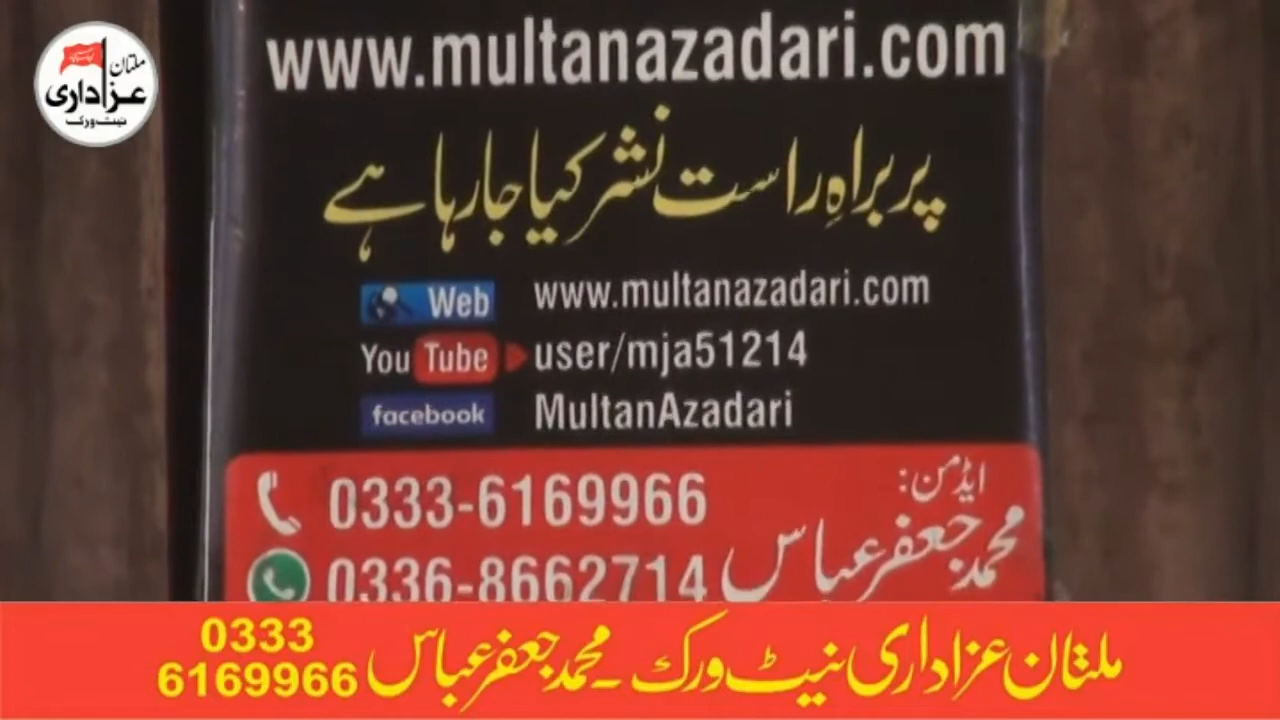 ملتان
عزاداری
نیٹ ورک
www.multanazadari.com
پر براہِ راست نشر کیا جا رہا ہے
Web www.multanazadari.com
YouTube user/mja51214
facebook MultanAzadari
ایڈمن:
0333-6169966
محمد جعفر عباس
0336-8662714
ملتان عزاداری نیٹ ورک ۔ محمد جعفر عباس 0333
6169966